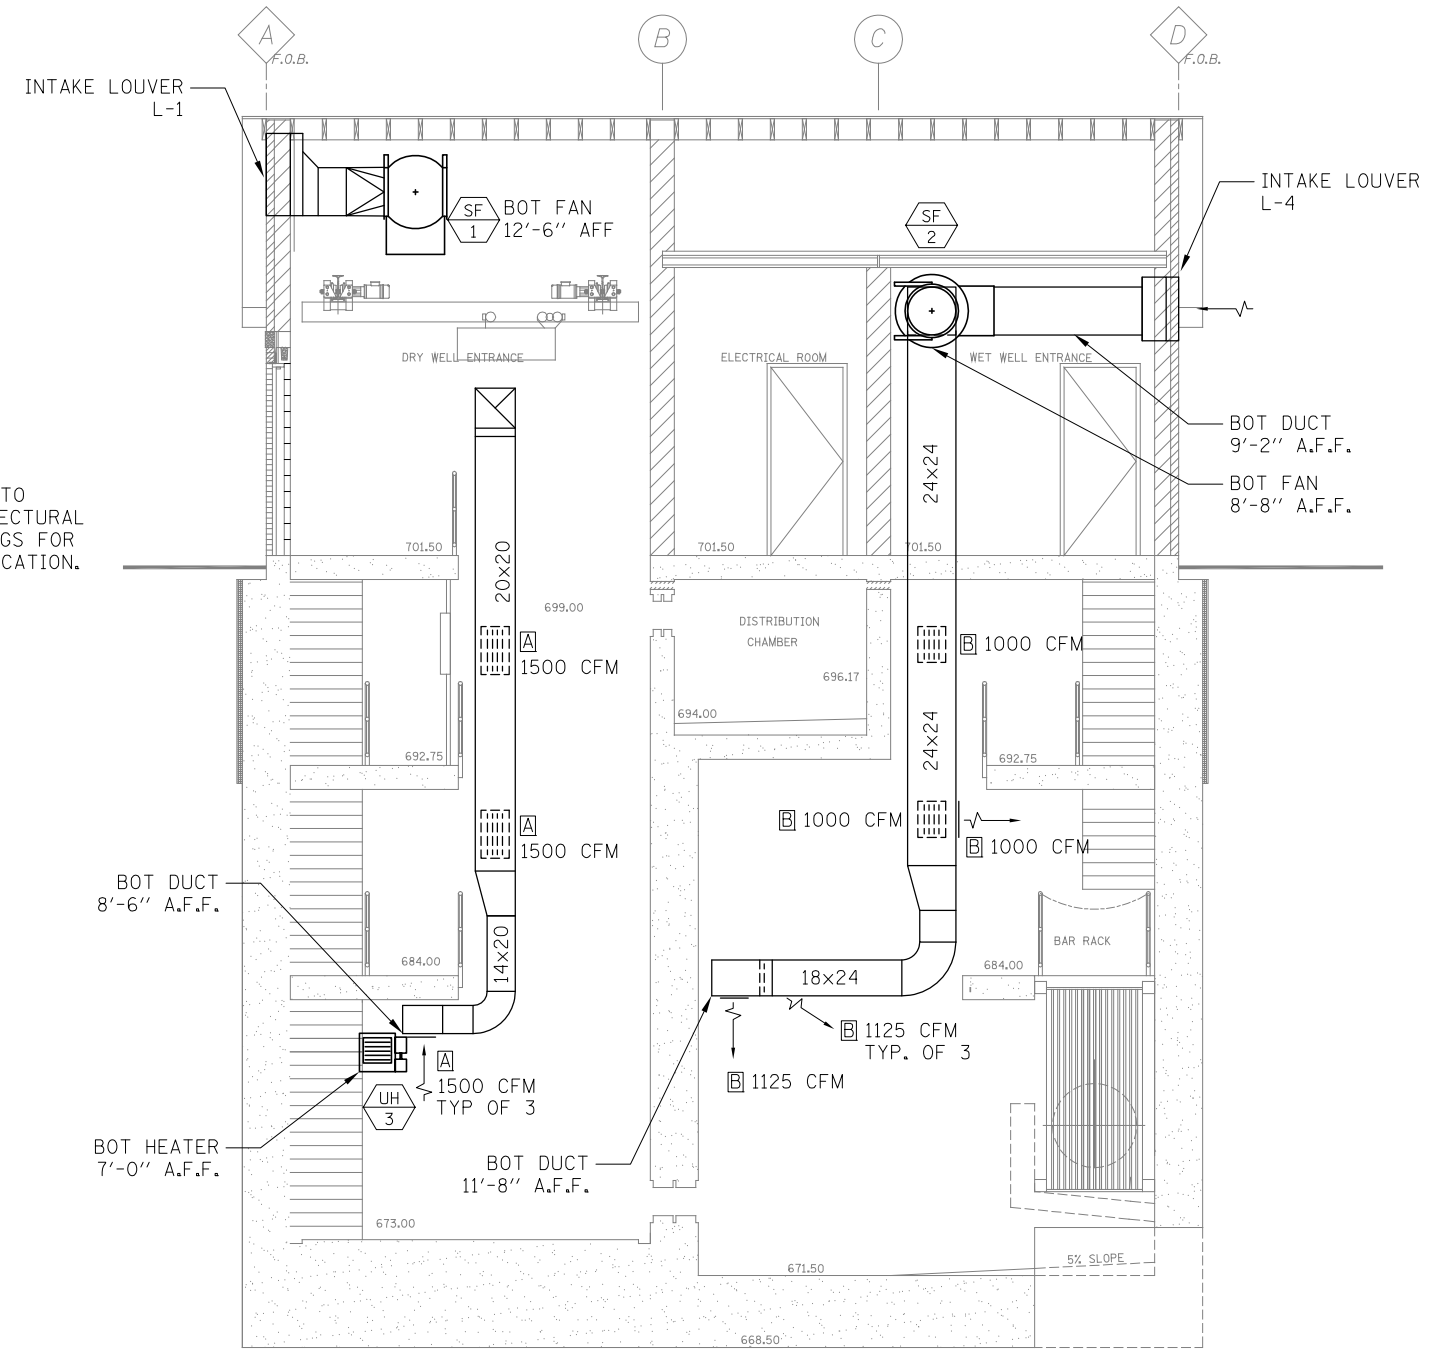 A
B
C
D
F.O.B.
F.O.B.
INTAKE LOUVER
L-1
INTAKE LOUVER
L-4
SF
1
BOT FAN
12'-6'' AFF
SF
2
DRY WELL ENTRANCE
ELECTRICAL ROOM
WET WELL ENTRANCE
BOT DUCT
9'-2'' A.F.F.
24x24
BOT FAN
8'-8'' A.F.F.
TO
ECTURAL
GS FOR
CATION.
701.50
701.50
701.50
20x20
699.00
DISTRIBUTION
CHAMBER
A
1500 CFM
B 1000 CFM
696.17
694.00
24x24
692.75
692.75
A
1500 CFM
B 1000 CFM
B 1000 CFM
BOT DUCT
8'-6'' A.F.F.
14x20
684.00
BAR RACK
684.00
18x24
B 1125 CFM
TYP. OF 3
A
1500 CFM
TYP OF 3
B 1125 CFM
UH
3
BOT HEATER
7'-0'' A.F.F.
BOT DUCT
11'-8'' A.F.F.
673.00
5% SLOPE
671.50
668.50